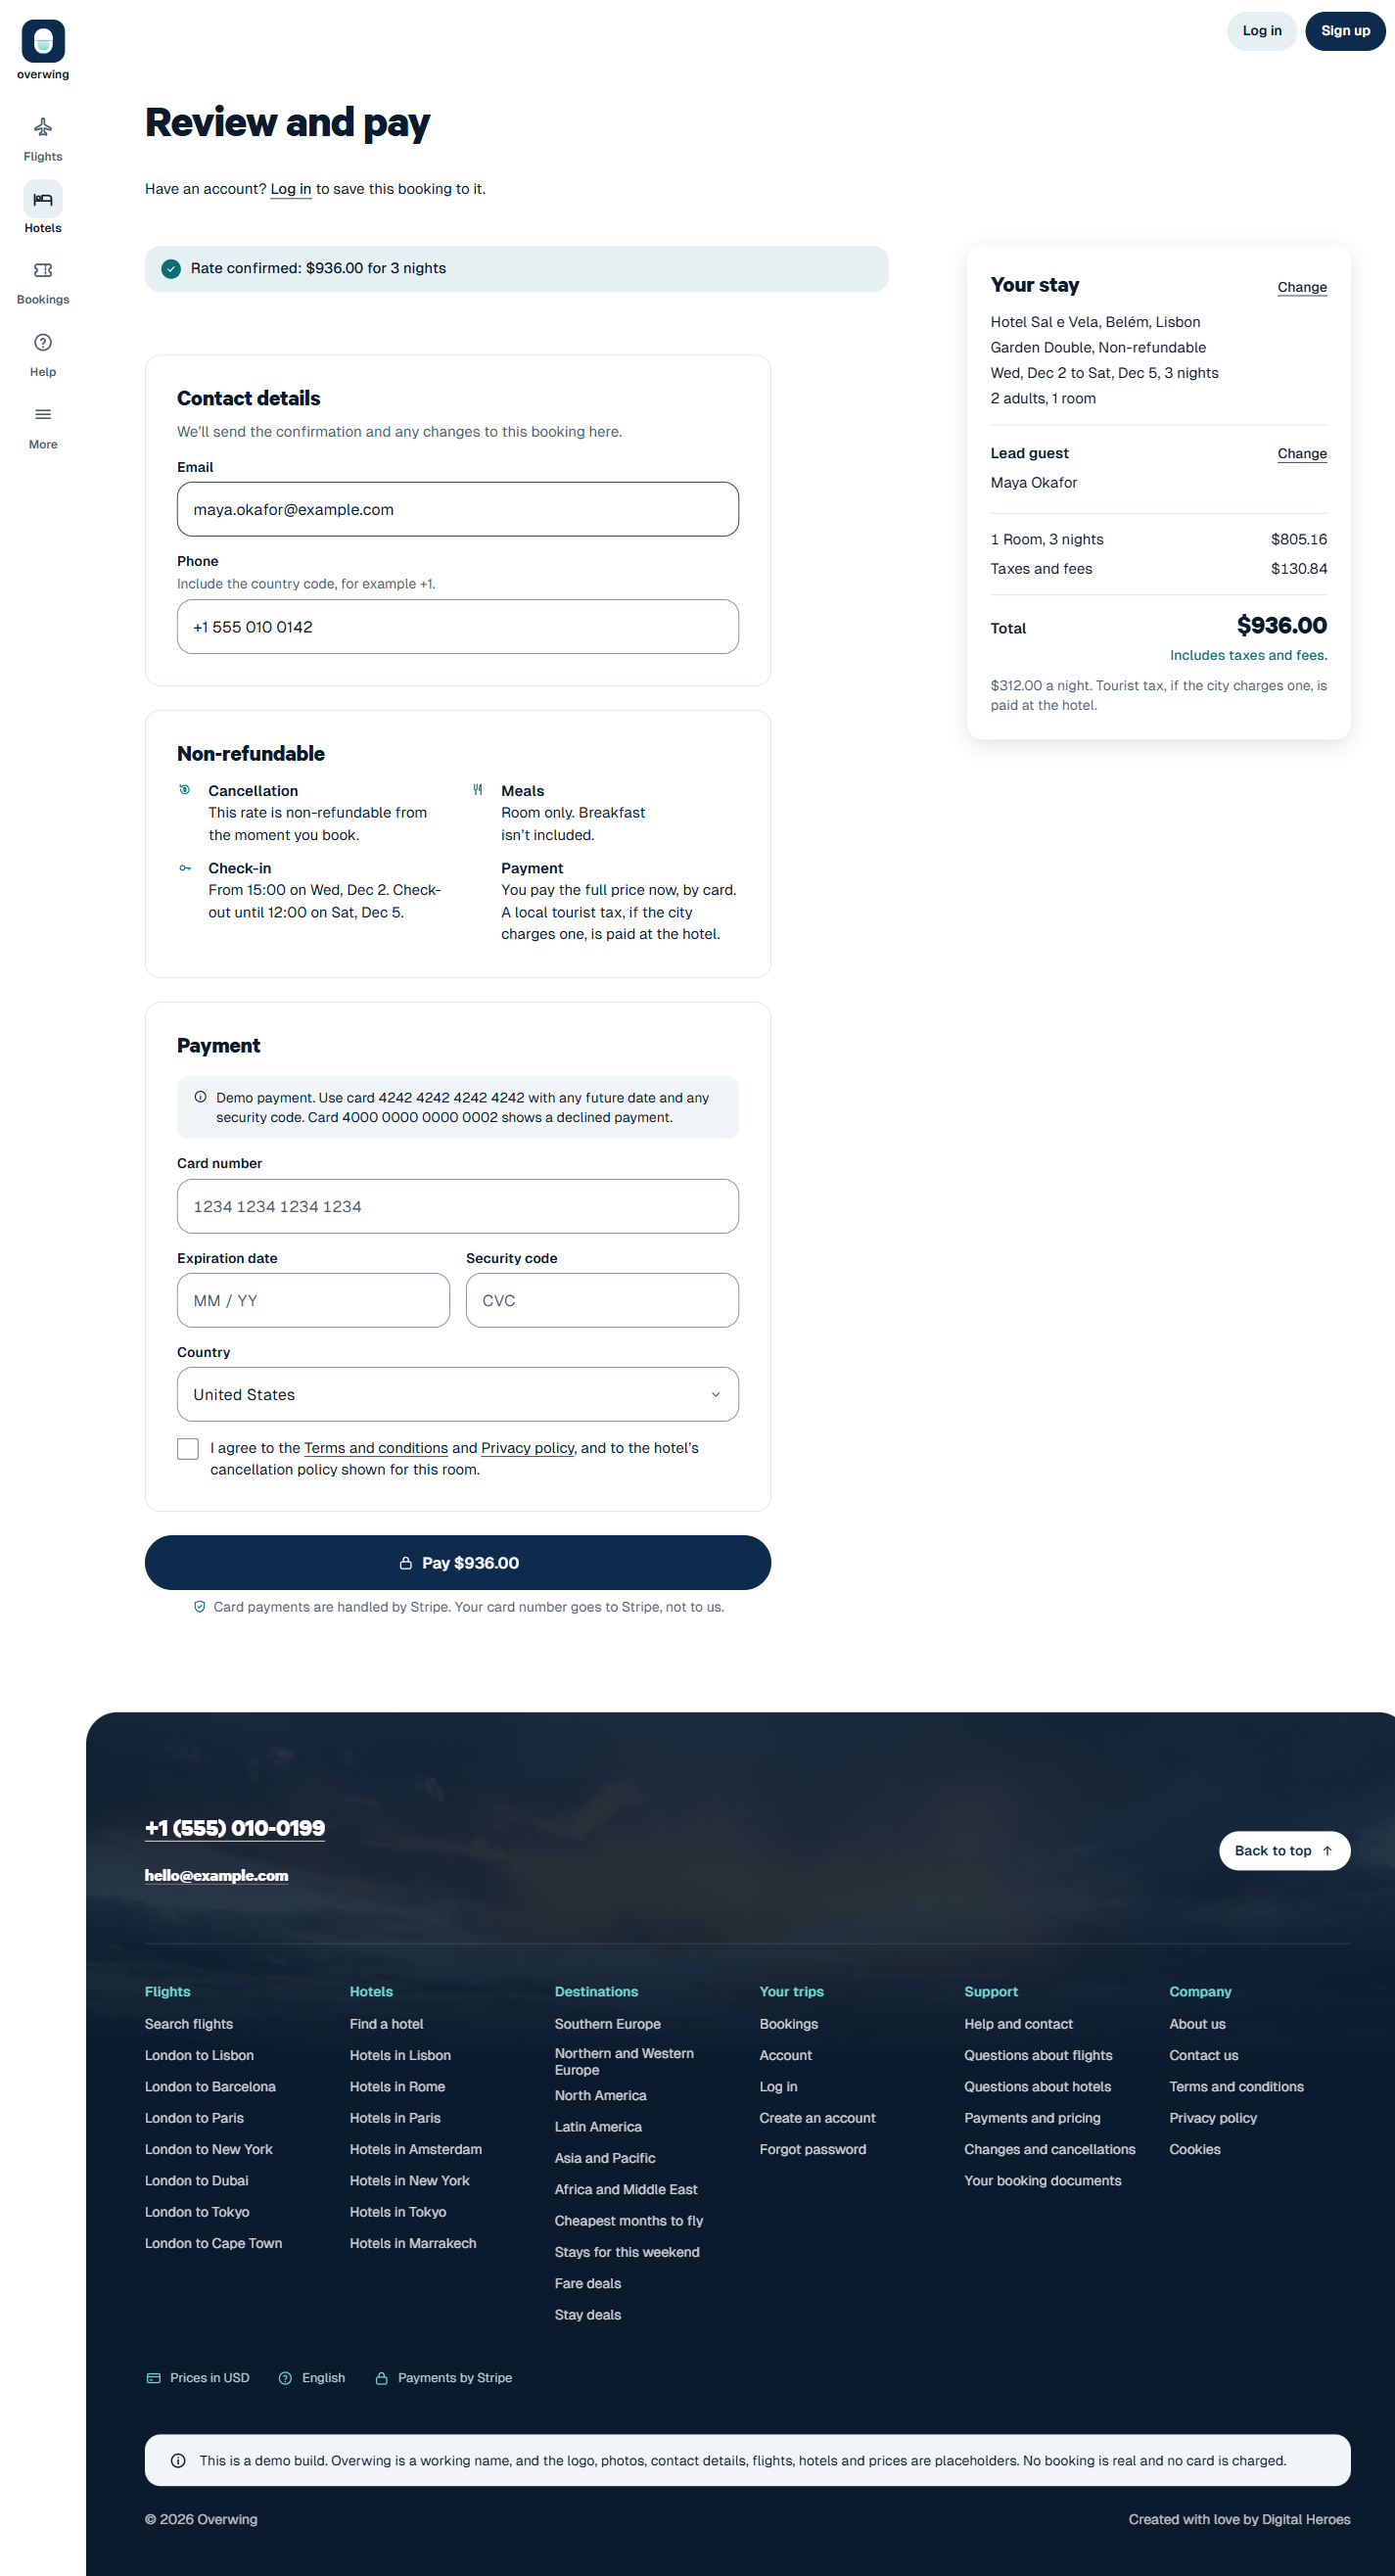 overwing
Flights
Hotels
Bookings
Help
More
Log in
Sign up
Review and pay
Have an account? Log in to save this booking to it.
Rate confirmed: $936.00 for 3 nights
Contact details
We'll send the confirmation and any changes to this booking here.
Email
maya.okafor@example.com
Phone
Include the country code, for example +1.
+1 555 010 0142
Non-refundable
Cancellation
This rate is non-refundable from
the moment you book.
Meals
Room only. Breakfast
isn't included.
Check-in
From 15:00 on Wed, Dec 2. Check-
out until 12:00 on Sat, Dec 5.
Payment
You pay the full price now, by card.
A local tourist tax, if the city
charges one, is paid at the hotel.
Payment
Demo payment. Use card 4242 4242 4242 4242 with any future date and any
security code. Card 4000 0000 0000 0002 shows a declined payment.
Card number
1234 1234 1234 1234
Expiration date
MM / YY
Security code
CVC
Country
United States
I agree to the Terms and conditions and Privacy policy, and to the hotel's
cancellation policy shown for this room.
Pay $936.00
Card payments are handled by Stripe. Your card number goes to Stripe, not to us.
Your stay
Change
Hotel Sal e Vela, Belém, Lisbon
Garden Double, Non-refundable
Wed, Dec 2 to Sat, Dec 5, 3 nights
2 adults, 1 room
Lead guest
Change
Maya Okafor
1 Room, 3 nights $805.16
Taxes and fees $130.84
Total $936.00
Includes taxes and fees.
$312.00 a night. Tourist tax, if the city charges one, is
paid at the hotel.
+1 (555) 010-0199
hello@example.com
Back to top
Flights
Search flights
London to Lisbon
London to Barcelona
London to Paris
London to New York
London to Dubai
London to Tokyo
London to Cape Town
Hotels
Find a hotel
Hotels in Lisbon
Hotels in Rome
Hotels in Paris
Hotels in Amsterdam
Hotels in New York
Hotels in Tokyo
Hotels in Marrakech
Destinations
Southern Europe
Northern and Western
Europe
North America
Latin America
Asia and Pacific
Africa and Middle East
Cheapest months to fly
Stays for this weekend
Fare deals
Stay deals
Your trips
Bookings
Account
Log in
Create an account
Forgot password
Support
Help and contact
Questions about flights
Questions about hotels
Payments and pricing
Changes and cancellations
Your booking documents
Company
About us
Contact us
Terms and conditions
Privacy policy
Cookies
Prices in USD
English
Payments by Stripe
This is a demo build. Overwing is a working name, and the logo, photos, contact details, flights, hotels and prices are placeholders. No booking is real and no card is charged.
© 2026 Overwing
Created with love by Digital Heroes